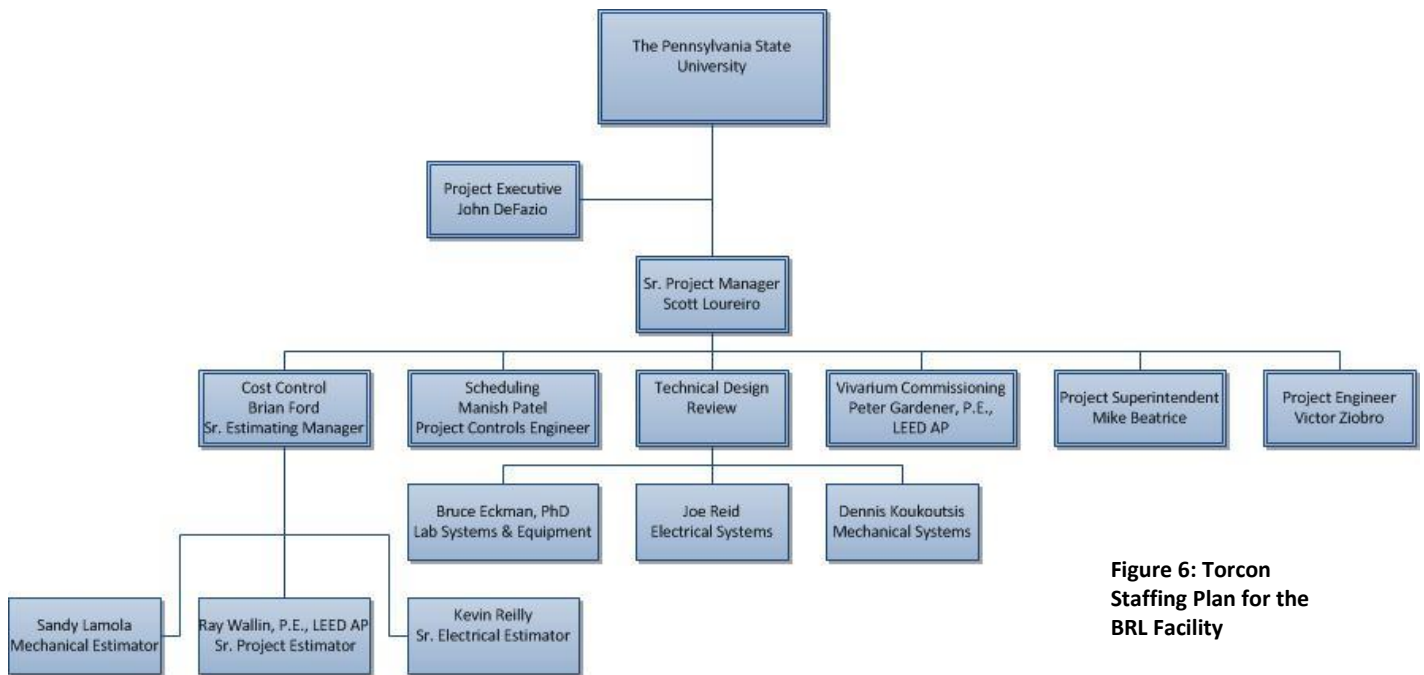 The Pennsylvania State
University
Project Executive
John DeFazio
Sr. Project Manager
Scott Loureiro
Cost Control
Brian Ford
Sr. Estimating Manager
Scheduling
Manish Patel
Project Controls Engineer
Technical Design
Review
Vivarium Commissioning
Peter Gardener, P.E.,
LEED AP
Project Superintendent
Mike Beatrice
Project Engineer
Victor Ziobro
Bruce Eckman, PhD
Lab Systems & Equipment
Joe Reid
Electrical Systems
Dennis Koukoutsis
Mechanical Systems
Sandy Lamola
Mechanical Estimator
Ray Wallin, P.E., LEED AP
Sr. Project Estimator
Kevin Reilly
Sr. Electrical Estimator
Figure 6: Torcon
Staffing Plan for the
BRL Facility